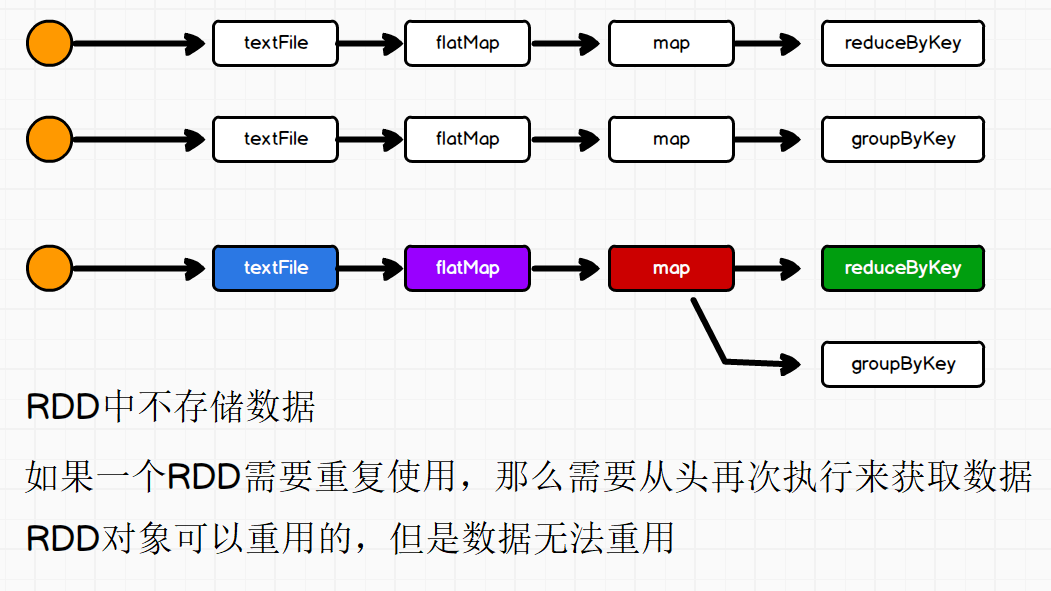 textFile flatMap map reduceByKey
textFile flatMap map groupByKey
textFile flatMap map reduceByKey
groupByKey
RDD中不存储数据
如果一个RDD需要重复使用，那么需要从头再次执行来获取数据
RDD对象可以重用的，但是数据无法重用